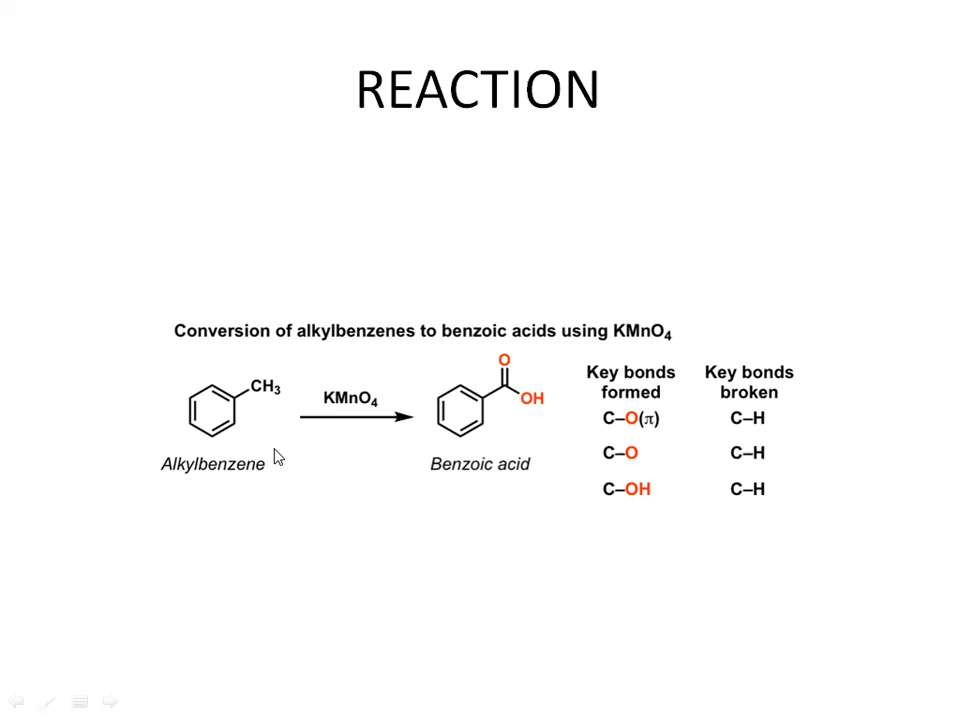 REACTION
Conversion of alkylbenzenes to benzoic acids using KMnO₄
CH₃
KMnO₄
O
OH
Alkylbenzene
Benzoic acid
Key bonds formed
Key bonds broken
C–O(π)
C–H
C–O
C–H
C–OH
C–H